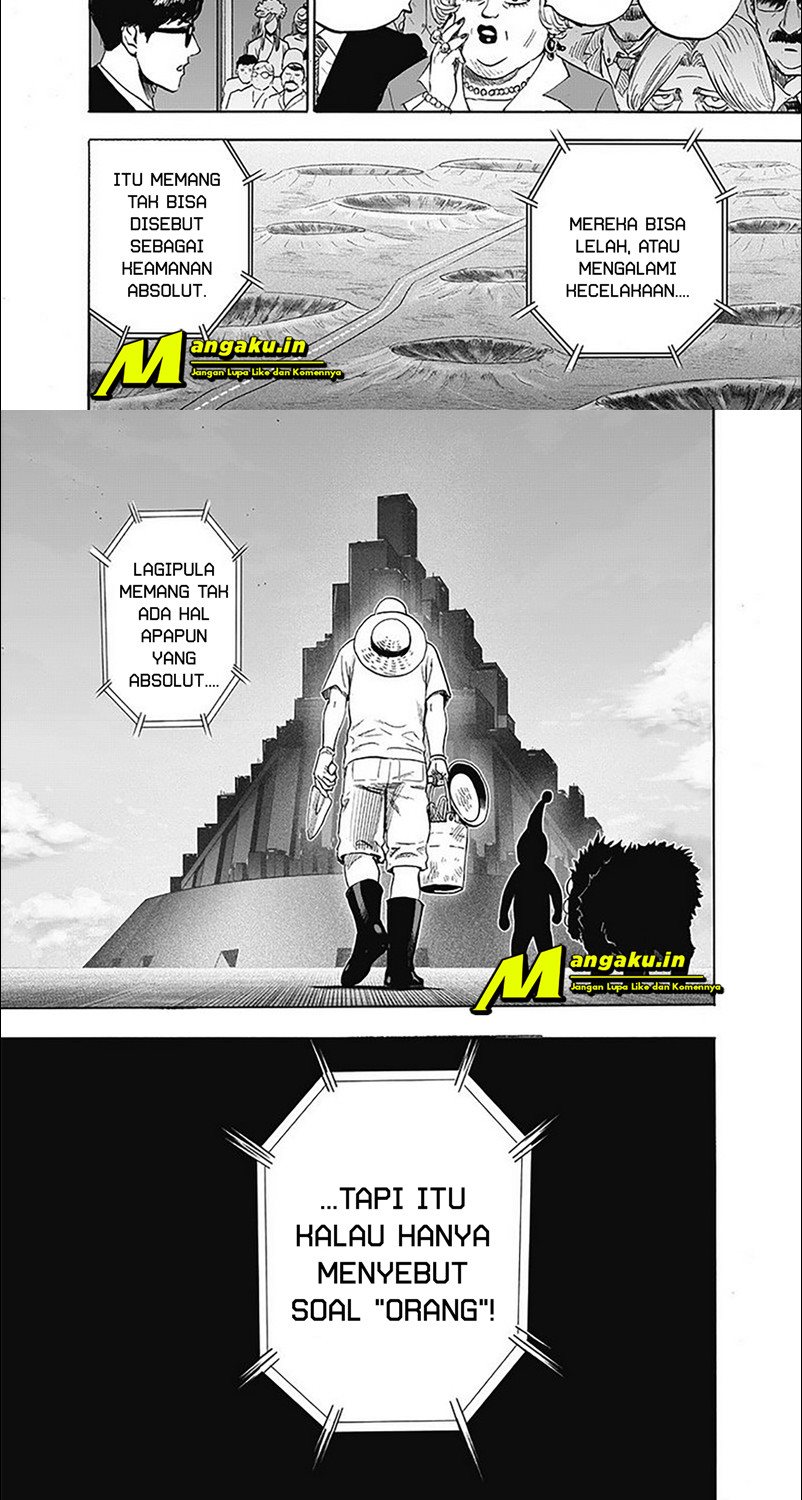 MEREKA BISA
LELAH, ATAU
MENGALAMI
KECELAKAAN....
ITU MEMANG
TAK BISA
DISEBUT
SEBAGAI
KEAMANAN
ABSOLUT.
Mangaku.in
Jangan Lupa Like dan Komennya
LAGIPULA
MEMANG TAK
ADA HAL
APAPUN
YANG
ABSOLUT....
Mangaku.in
Jangan Lupa Like dan Komennya
...TAPI ITU
KALAU HANYA
MENYEBUT
SOAL "ORANG"!